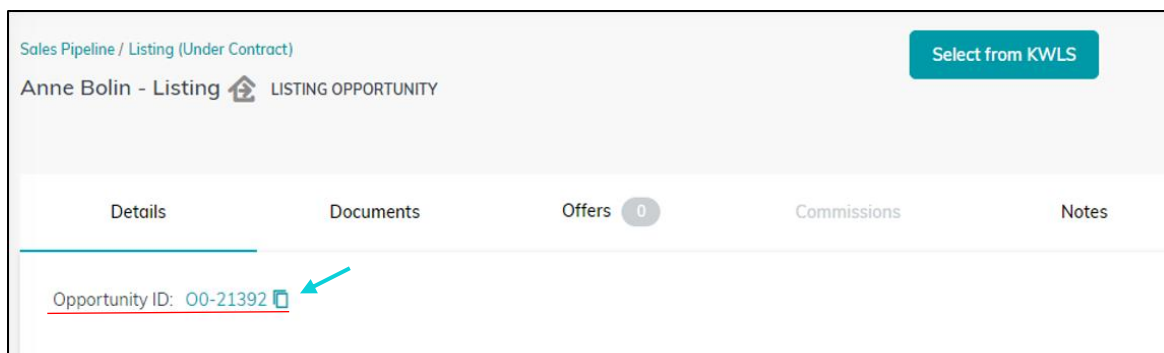 Sales Pipeline / Listing (Under Contract)
Select from KWLS
Anne Bolin - Listing LISTING OPPORTUNITY
Details Documents Offers 0 Commissions Notes
Opportunity ID: O0-21392